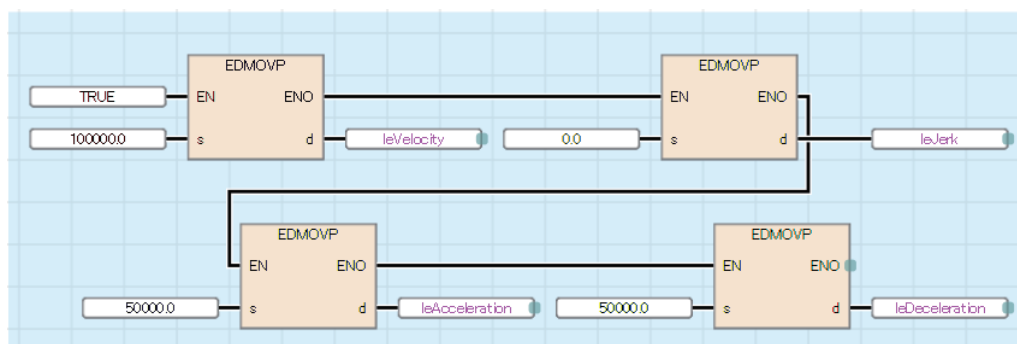 EDMOVP EDMOVP
TRUE EN ENO EN ENO
100000.0 s d leVelocity 0.0 s d leJerk
EDMOVP EDMOVP
EN ENO EN ENO
50000.0 s d leAcceleration 50000.0 s d leDeceleration